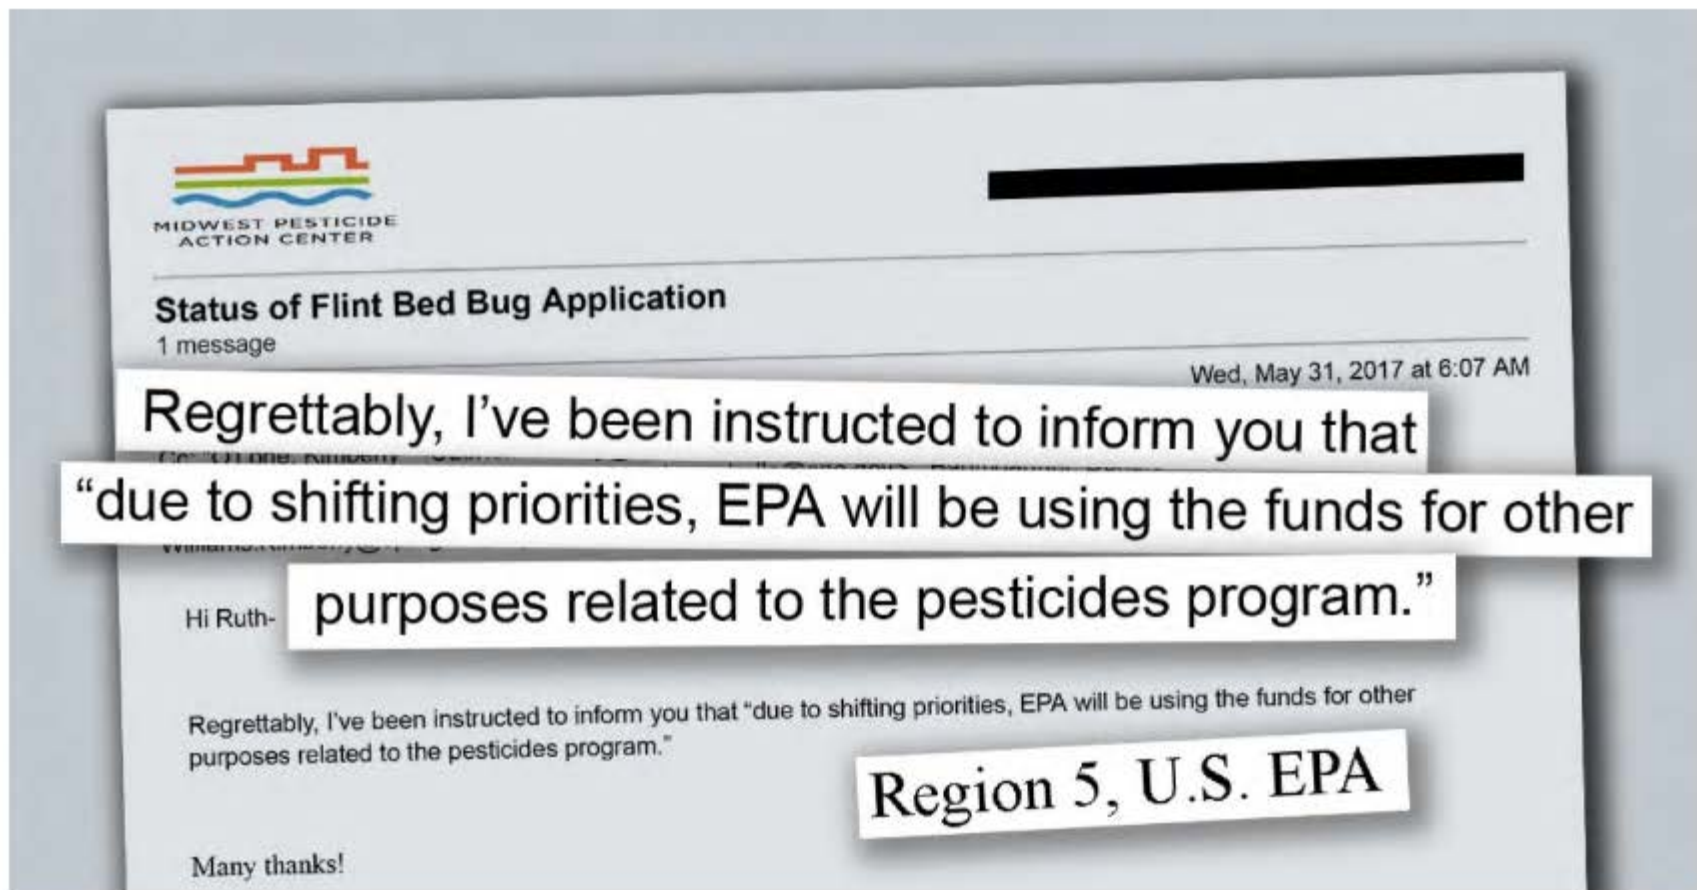 MIDWEST PESTICIDE
ACTION CENTER
Status of Flint Bed Bug Application
1 message
Wed, May 31, 2017 at 6:07 AM
Regrettably, I've been instructed to inform you that
“due to shifting priorities, EPA will be using the funds for other
purposes related to the pesticides program.”
Hi Ruth-
Regrettably, I've been instructed to inform you that “due to shifting priorities, EPA will be using the funds for other
purposes related to the pesticides program.”
Region 5, U.S. EPA
Many thanks!